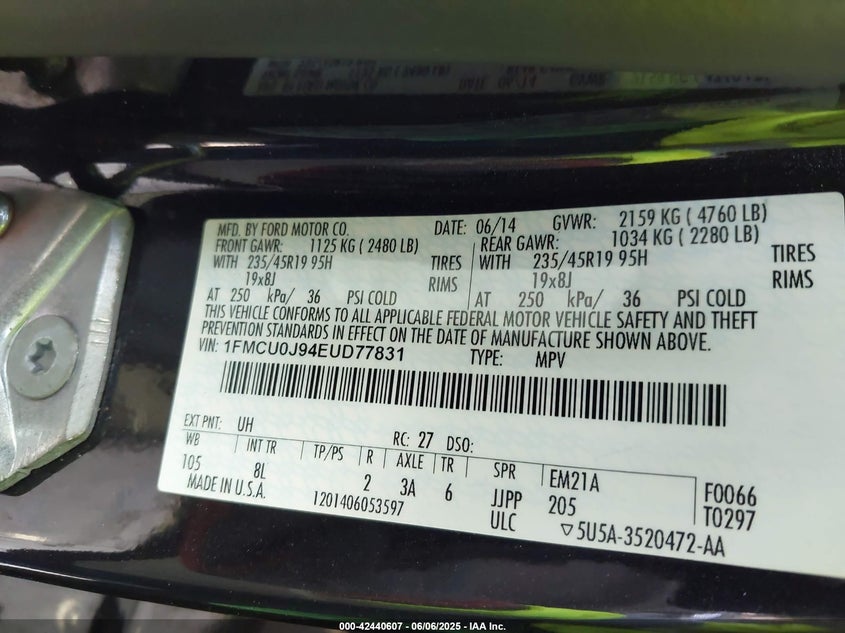 MFD. BY FORD MOTOR CO. DATE: 06/14 GVWR: 2159 KG ( 4760 LB)
FRONT GAWR: 1125 KG ( 2480 LB) REAR GAWR: 1034 KG ( 2280 LB)
WITH 235/45R19 95H TIRES WITH 235/45R19 95H TIRES
19x8J RIMS 19x8J RIMS
AT 250 kPa/ 36 PSI COLD AT 250 kPa/ 36 PSI COLD
THIS VEHICLE CONFORMS TO ALL APPLICABLE FEDERAL MOTOR VEHICLE SAFETY AND THEFT
PREVENTION STANDARDS IN EFFECT ON THE DATE OF MANUFACTURE SHOWN ABOVE.
VIN: 1FMCU0J94EUD77831 TYPE: MPV
EXT PNT: UH RC: 27 DSO:
WB INT TR TP/PS R AXLE TR SPR EM21A F0066
105 8L 2 3A 6 JJPP 205 T0297
MADE IN U.S.A. 1201406053597 ULC ▽5U5A-3520472-AA
000-42440607 - 06/06/2025 - IAA Inc.